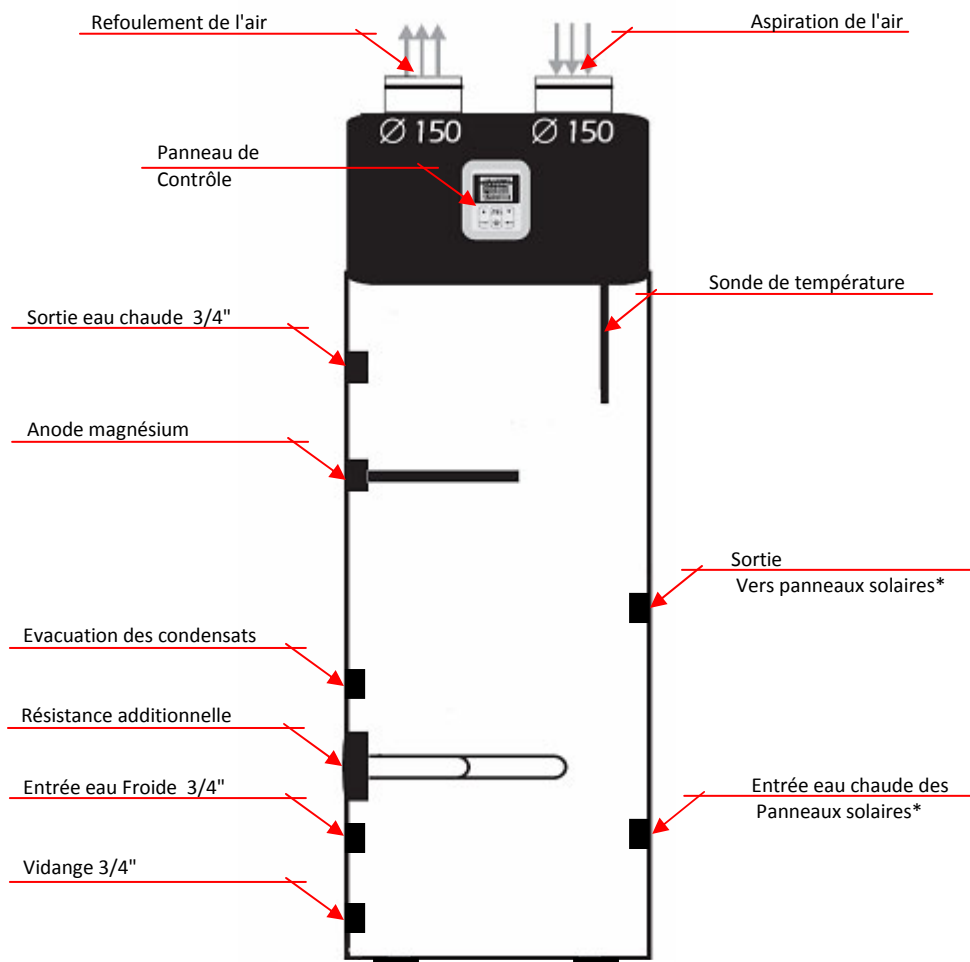 Refoulement de l'air
Aspiration de l'air
Ø 150
Ø 150
Panneau de
Contrôle
Sonde de température
Sortie eau chaude 3/4"
Anode magnésium
Sortie
Vers panneaux solaires*
Evacuation des condensats
Résistance additionnelle
Entrée eau Froide 3/4"
Entrée eau chaude des
Panneaux solaires*
Vidange 3/4"